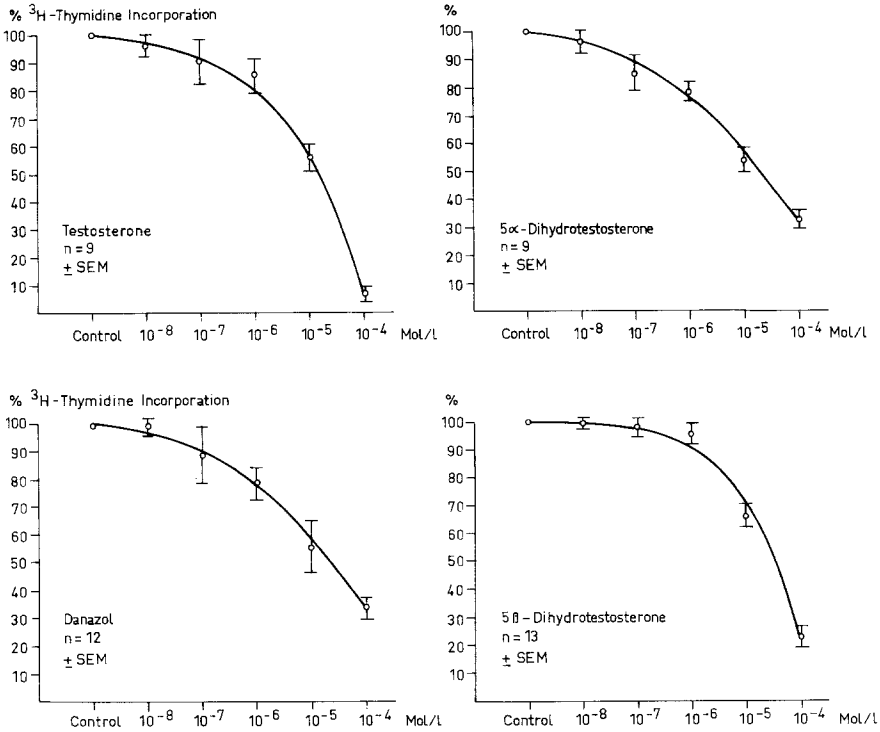 % ³H-Thymidine Incorporation
100
90
80
70
60
50
40
30
20
10
Testosterone
n = 9
± SEM
Control 10⁻⁸ 10⁻⁷ 10⁻⁶ 10⁻⁵ 10⁻⁴ Mol/l
%
100
90
80
70
60
50
40
30
20
10
5α-Dihydrotestosterone
n = 9
± SEM
Control 10⁻⁸ 10⁻⁷ 10⁻⁶ 10⁻⁵ 10⁻⁴ Mol/l
% ³H-Thymidine Incorporation
100
90
80
70
60
50
40
30
20
10
Danazol
n = 12
± SEM
Control 10⁻⁸ 10⁻⁷ 10⁻⁶ 10⁻⁵ 10⁻⁴ Mol/l
%
100
90
80
70
60
50
40
30
20
10
5β-Dihydrotestosterone
n = 13
± SEM
Control 10⁻⁸ 10⁻⁷ 10⁻⁶ 10⁻⁵ 10⁻⁴ Mol/l